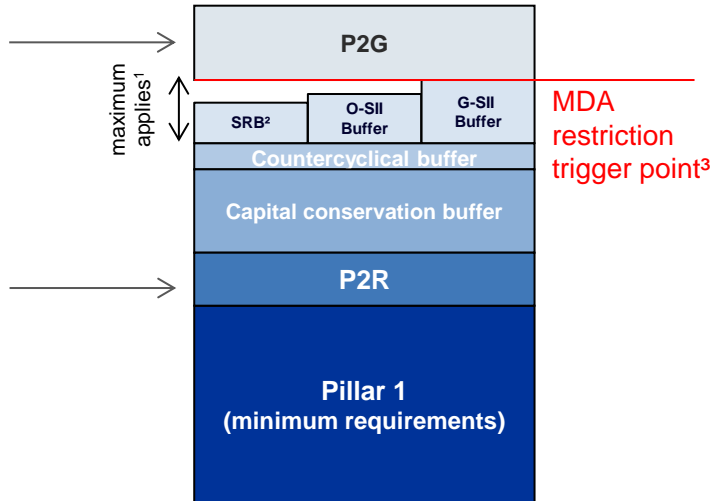 P2G
maximum
applies¹
SRB²
O-SII
Buffer
G-SII
Buffer
MDA
restriction
trigger point³
Countercyclical buffer
Capital conservation buffer
P2R
Pillar 1
(minimum requirements)